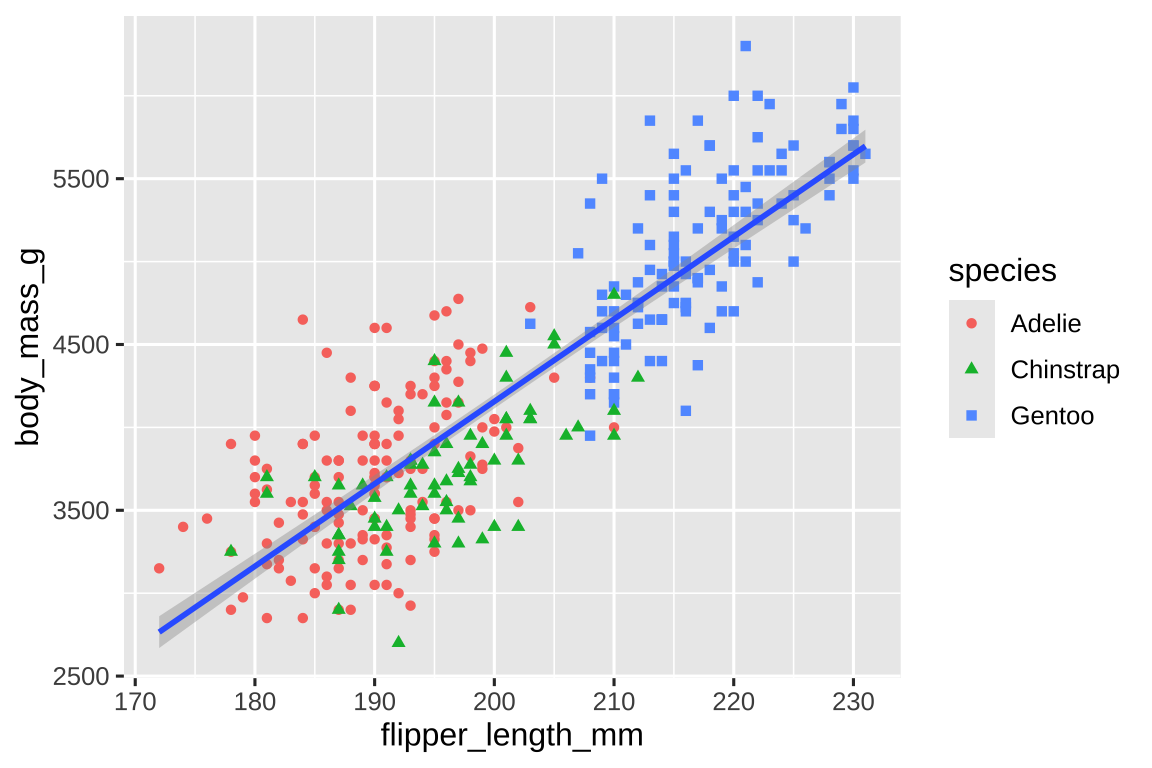 body_mass_g
5500
4500
3500
2500
170 180 190 200 210 220 230
flipper_length_mm
species
Adelie
Chinstrap
Gentoo